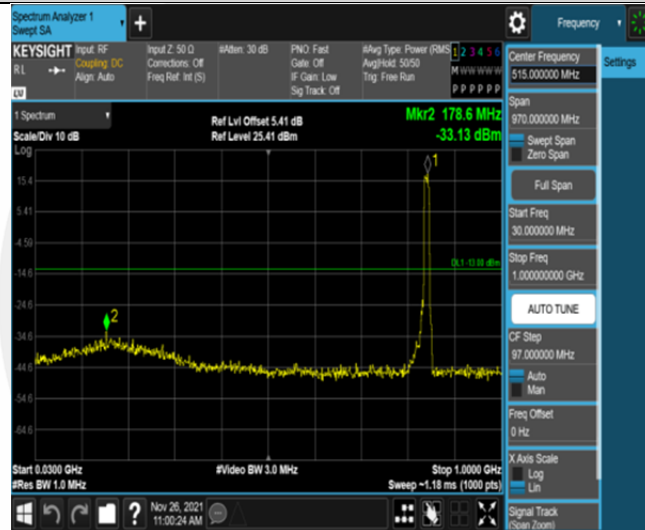 Spectrum Analyzer 1
Swept SA
Frequency
KEYSIGHT
RL
LXI
Input: RF
Coupling: DC
Align: Auto
Input Z: 50 Ω
Corrections: Off
Freq Ref: Int (S)
#Atten: 30 dB
PNO: Fast
Gate: Off
IF Gain: Low
Sig Track: Off
#Avg Type: Power (RMS
Avg|Hold: 50/50
Trig: Free Run
1 2 3 4 5 6
M W W W W W
P P P P P P
1 Spectrum
Scale/Div 10 dB
Log
Ref Lvl Offset 5.41 dB
Ref Level 25.41 dBm
Mkr2 178.6 MHz
-33.13 dBm
15.4
5.41
-4.59
-14.6
-24.6
-34.6
-44.6
-54.6
-64.6
1
DL1 -13.00 dBm
2
Start 0.0300 GHz
#Res BW 1.0 MHz
#Video BW 3.0 MHz
Stop 1.0000 GHz
Sweep ~1.18 ms (1000 pts)
Nov 26, 2021
11:00:24 AM
Center Frequency
515.000000 MHz
Settings
Span
970.000000 MHz
Swept Span
Zero Span
Full Span
Start Freq
30.000000 MHz
Stop Freq
1.000000000 GHz
AUTO TUNE
CF Step
97.000000 MHz
Auto
Man
Freq Offset
0 Hz
X Axis Scale
Log
Lin
Signal Track
(Span Zoom)